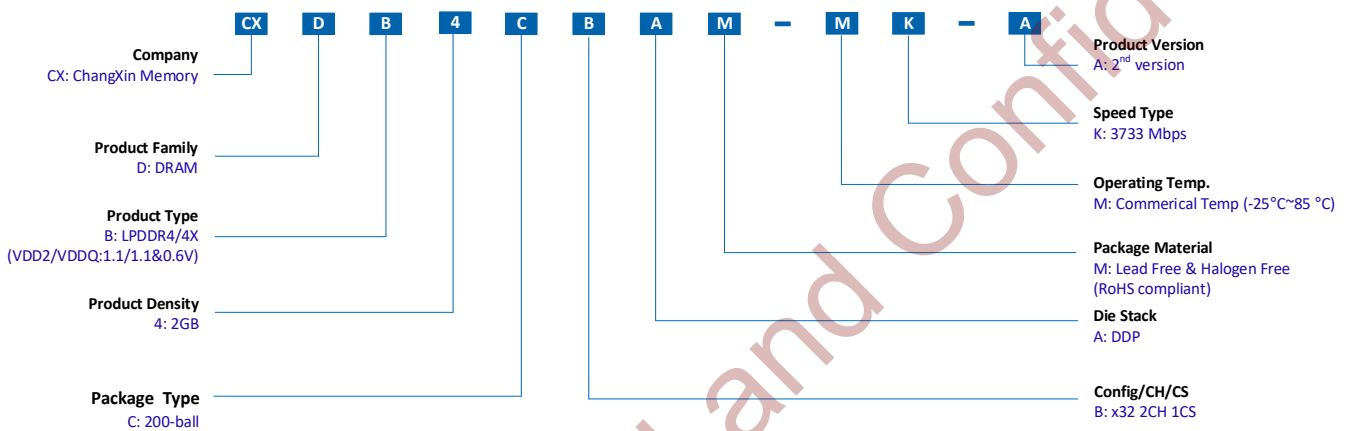 CX D B 4 C B A M - M K - A
Company
CX: ChangXin Memory
Product Family
D: DRAM
Product Type
B: LPDDR4/4X
(VDD2/VDDQ:1.1/1.1&0.6V)
Product Density
4: 2GB
Package Type
C: 200-ball
Product Version
A: 2nd version
Speed Type
K: 3733 Mbps
Operating Temp.
M: Commerical Temp (-25°C~85 °C)
Package Material
M: Lead Free & Halogen Free
(RoHS compliant)
Die Stack
A: DDP
Config/CH/CS
B: x32 2CH 1CS
l and Confid